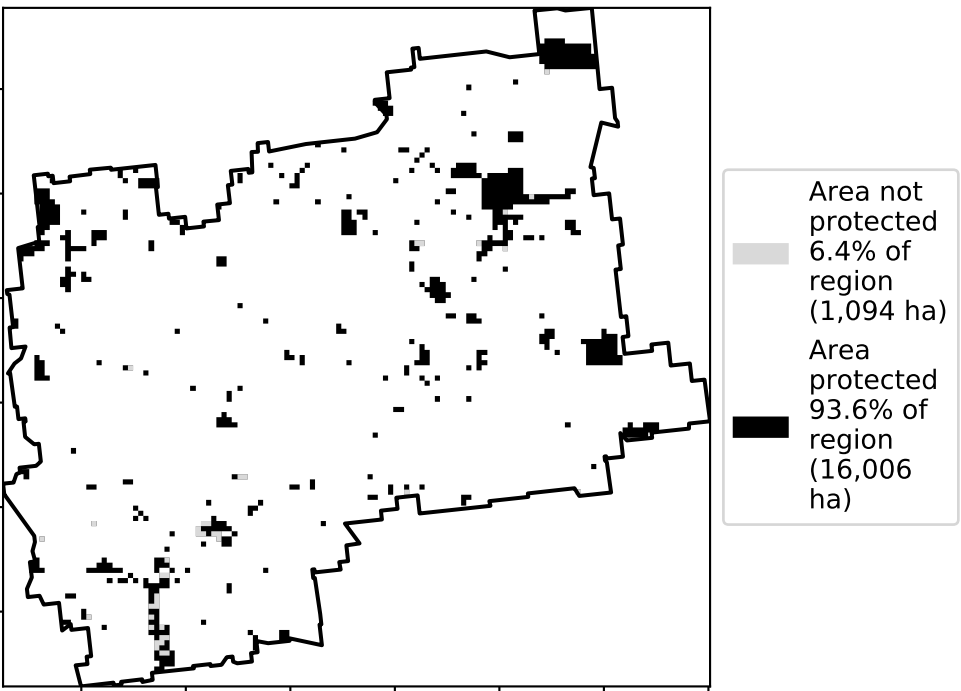 Area not
protected
6.4% of
region
(1,094 ha)
Area
protected
93.6% of
region
(16,006
ha)